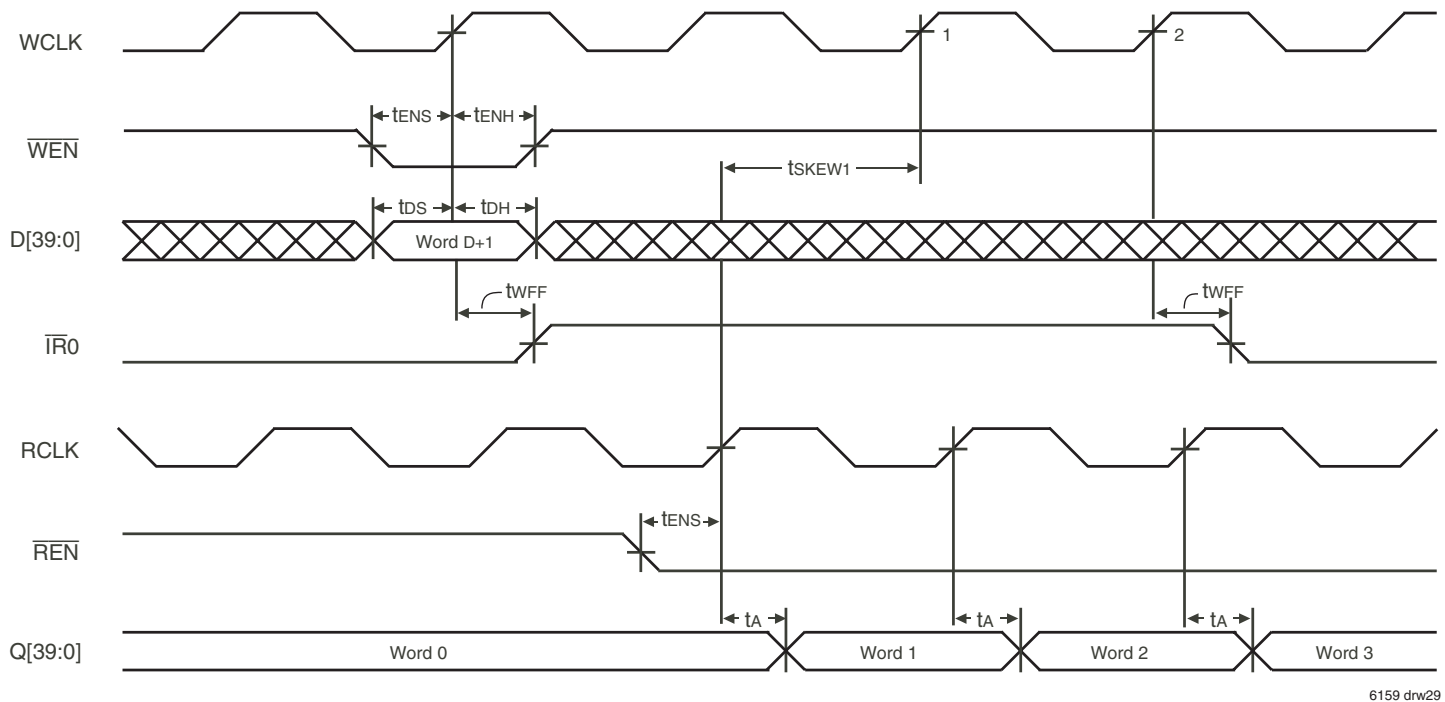 WCLK
1
2
tENS
tENH
WEN
tSKEW1
tDS
tDH
D[39:0]
Word D+1
tWFF
tWFF
IR0
RCLK
tENS
REN
tA
tA
tA
Q[39:0]
Word 0
Word 1
Word 2
Word 3
6159 drw29